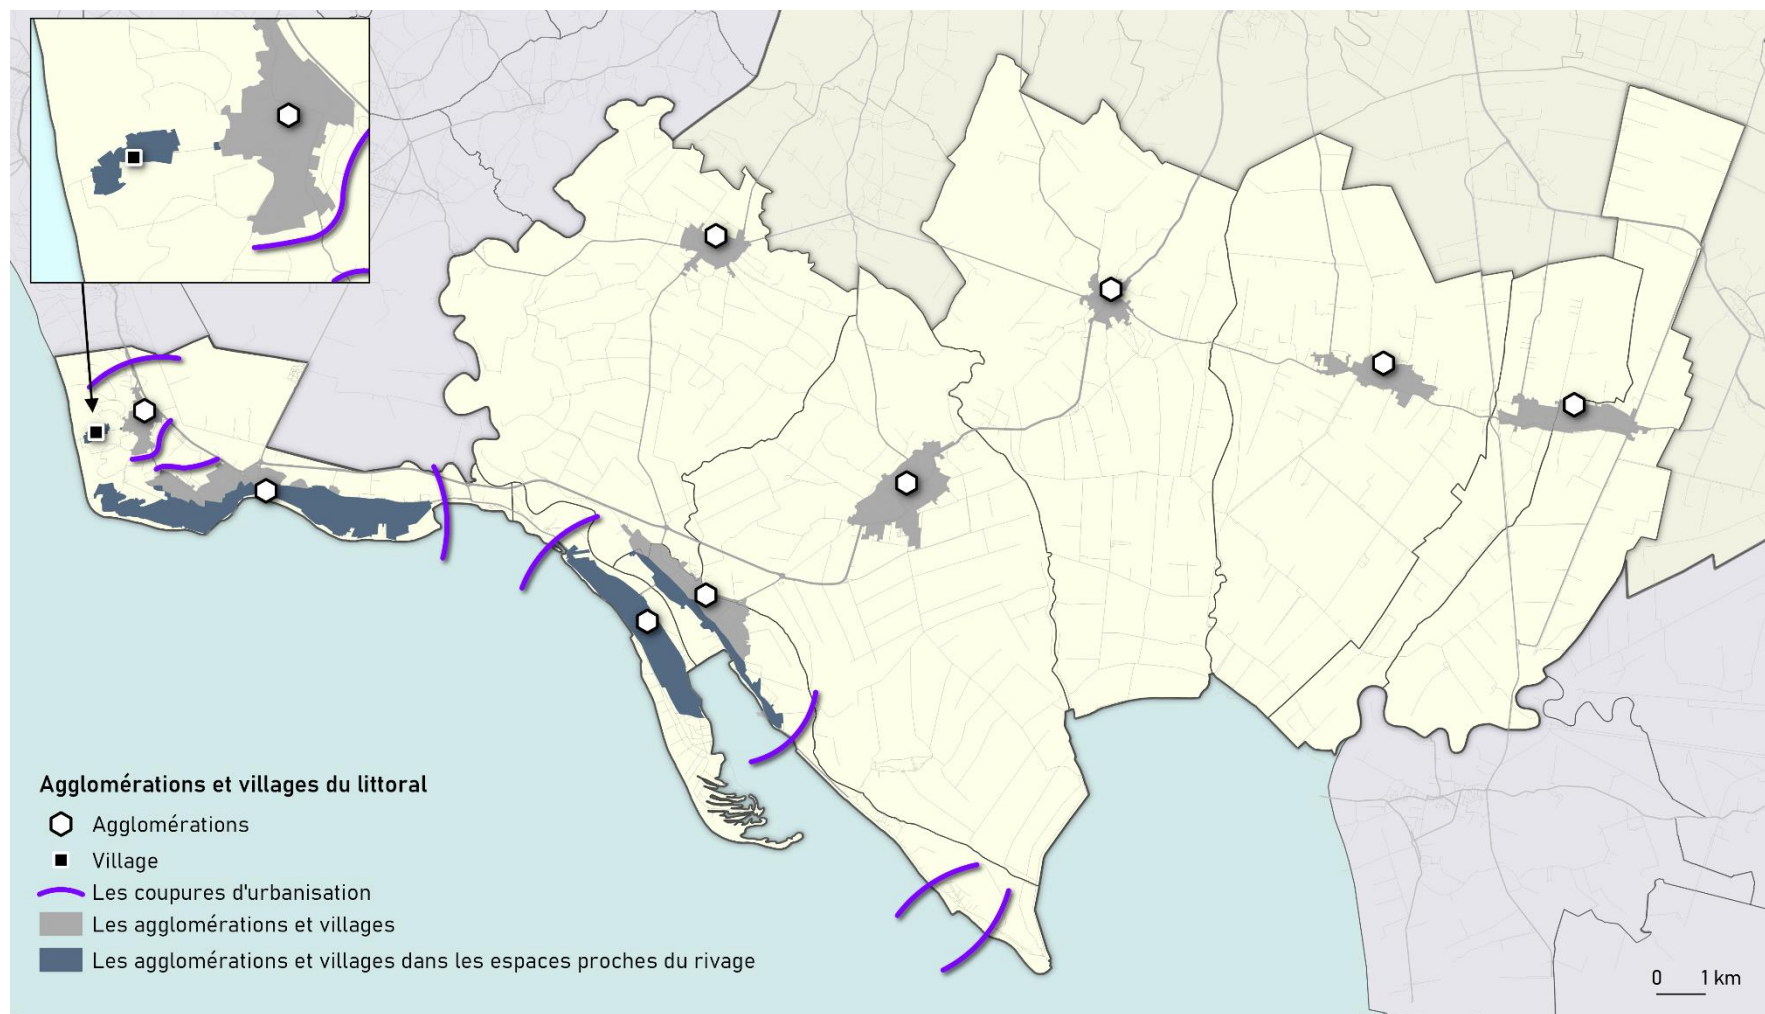 Agglomérations et villages du littoral
Agglomérations
Village
Les coupures d'urbanisation
Les agglomérations et villages
Les agglomérations et villages dans les espaces proches du rivage
0 1 km